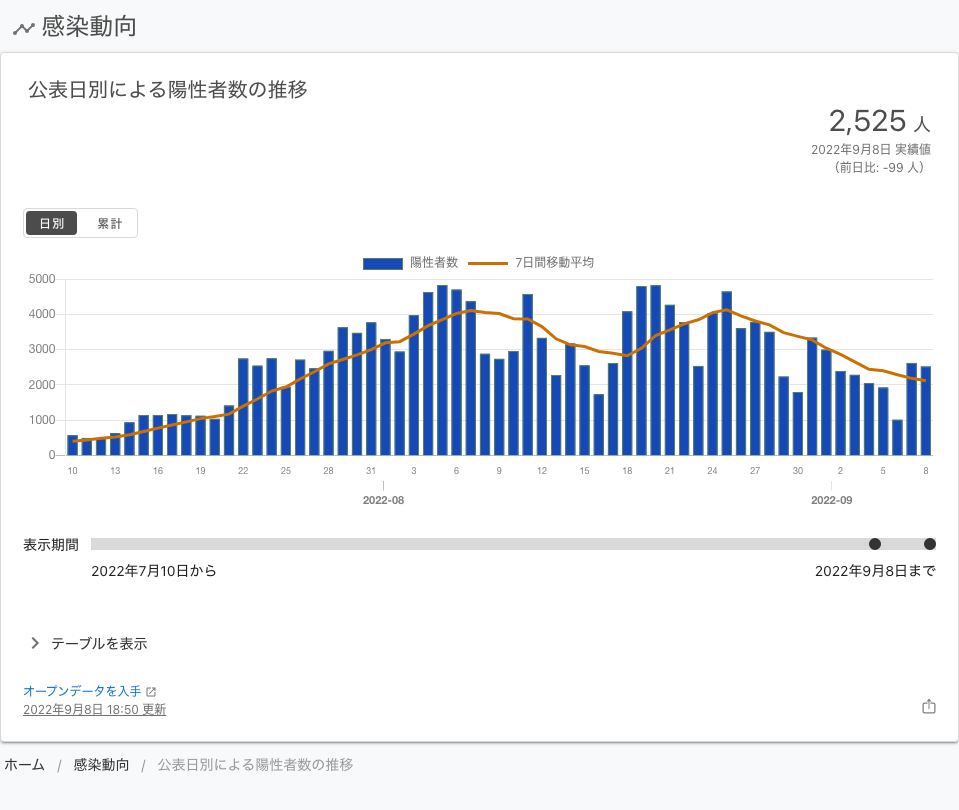 感染動向
公表日別による陽性者数の推移
2,525 人
2022年9月8日 実績値
（前日比: -99 人）
日別 累計
陽性者数 7日間移動平均
5000
4000
3000
2000
1000
0
10 13 16 19 22 25 28 31 3 6 9 12 15 18 21 24 27 30 2 5 8
2022-08 2022-09
表示期間
2022年7月10日から 2022年9月8日まで
テーブルを表示
オープンデータを入手
2022年9月8日 18:50 更新
ホーム / 感染動向 / 公表日別による陽性者数の推移